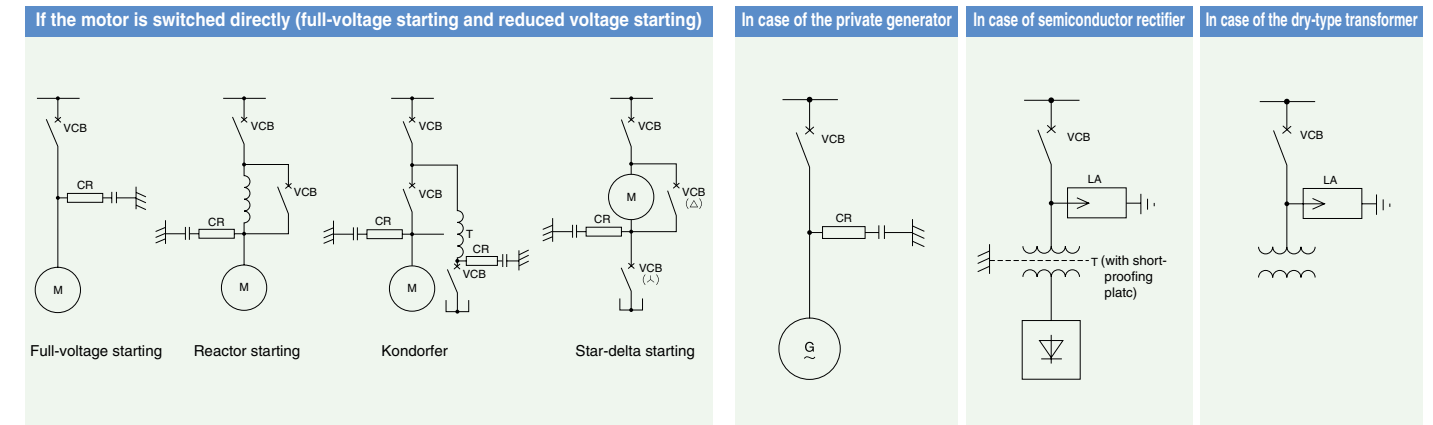 If the motor is switched directly (full-voltage starting and reduced voltage starting)
VCB
CR
M
Full-voltage starting
VCB
VCB
CR
M
Reactor starting
VCB
VCB
CR
T
CR
VCB
M
Kondorfer
VCB
M
VCB
(△)
CR
VCB
(⅄)
Star-delta starting
In case of the private generator
VCB
CR
G
~
In case of semiconductor rectifier
VCB
LA
T (with short-
proofing
platc)
In case of the dry-type transformer
VCB
LA